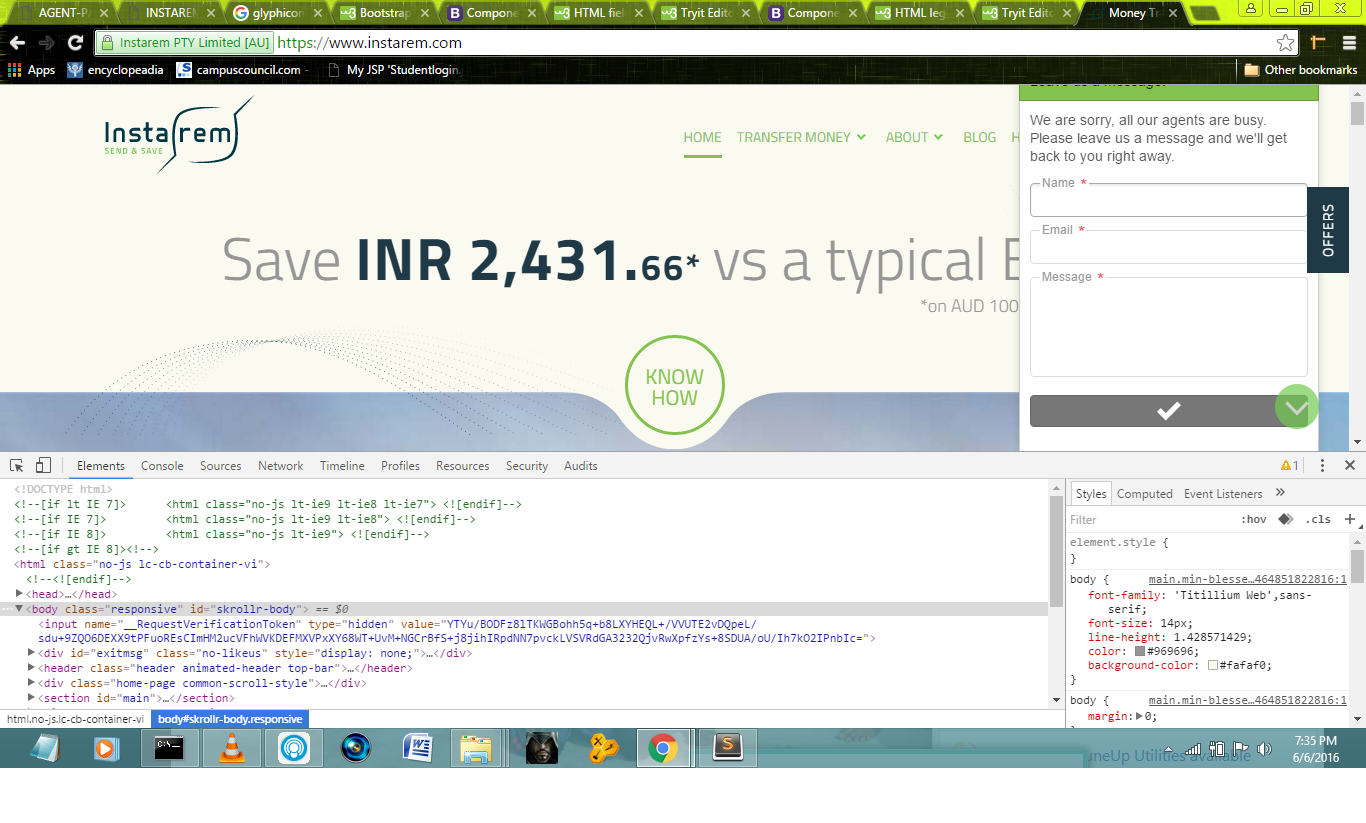 AGENT-PA
INSTAREM
glyphicon
Bootstrap
Compone
HTML fiel
Tryit Edito
Compone
HTML leg
Tryit Edito
Money Tr
Instarem PTY Limited [AU]
https://www.instarem.com
Apps
encyclopeadia
campuscouncil.com -
My JSP 'Studentlogin.
Other bookmarks
Instarem
SEND & SAVE
HOME
TRANSFER MONEY
ABOUT
BLOG
H
We are sorry, all our agents are busy.
Please leave us a message and we'll get
back to you right away.
Name *
Email *
Message *
OFFERS
Save INR 2,431.66* vs a typical B
*on AUD 100
KNOW
HOW
Elements
Console
Sources
Network
Timeline
Profiles
Resources
Security
Audits
1
<!DOCTYPE html>
<!--[if lt IE 7]> <html class="no-js lt-ie9 lt-ie8 lt-ie7"> <![endif]-->
<!--[if IE 7]> <html class="no-js lt-ie9 lt-ie8"> <![endif]-->
<!--[if IE 8]> <html class="no-js lt-ie9"> <![endif]-->
<!--[if gt IE 8]><!-->
<html class="no-js lc-cb-container-vi">
<!--<![endif]-->
<head>…</head>
<body class="responsive" id="skrollr-body"> == $0
<input name="__RequestVerificationToken" type="hidden" value="YTYu/BODFz8lTKWGBohh5q+b8LXYHEQL+/VVUTE2vDQpeL/
sdu+9ZQO6DEXX9tPFuoREsCImHM2ucVFhWVKDEFMXVPxXY68WT+UvM+NGCrBfS+j8jihIRpdNN7pvckLVSVRdGA3232QjvRwXpfzYs+8SDUA/oU/Ih7kO2IPnbIc=">
<div id="exitmsg" class="no-likeus" style="display: none;">…</div>
<header class="header animated-header top-bar">…</header>
<div class="home-page common-scroll-style">…</div>
<section id="main">…</section>
html.no-js.lc-cb-container-vi
body#skrollr-body.responsive
Styles
Computed
Event Listeners
Filter
:hov
.cls
element.style {
}
body {
main.min-blesse…464851822816:1
font-family: 'Titillium Web',sans-
serif;
font-size: 14px;
line-height: 1.428571429;
color: #969696;
background-color: #fafaf0;
}
body {
main.min-blesse…464851822816:1
margin: 0;
C:\_
S
uneUp Utilities available
7:35 PM
6/6/2016